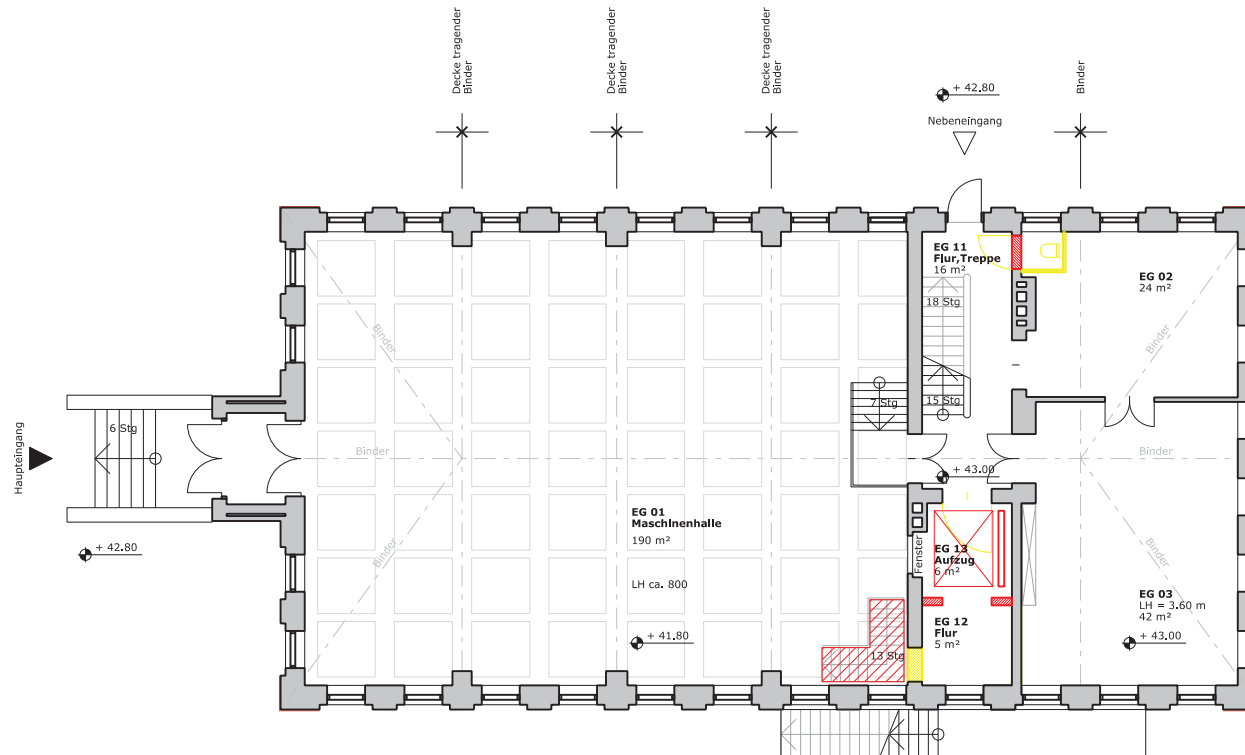 Decke tragender
Binder
Decke tragender
Binder
Decke tragender
Binder
Binder
+ 42.80
Nebeneingang
EG 11
Flur,Treppe
16 m²
18 Stg
15 Stg
EG 02
24 m²
Binder
Binder
7 Stg
Haupteingang
6 Stg
Binder
Binder
+ 43.00
+ 42.80
EG 01
Maschinenhalle
190 m²
LH ca. 800
+ 41.80
Binder
Fenster
EG 13
Aufzug
6 m²
EG 12
Flur
5 m²
13 Stg
EG 03
LH = 3.60 m
42 m²
+ 43.00
Binder